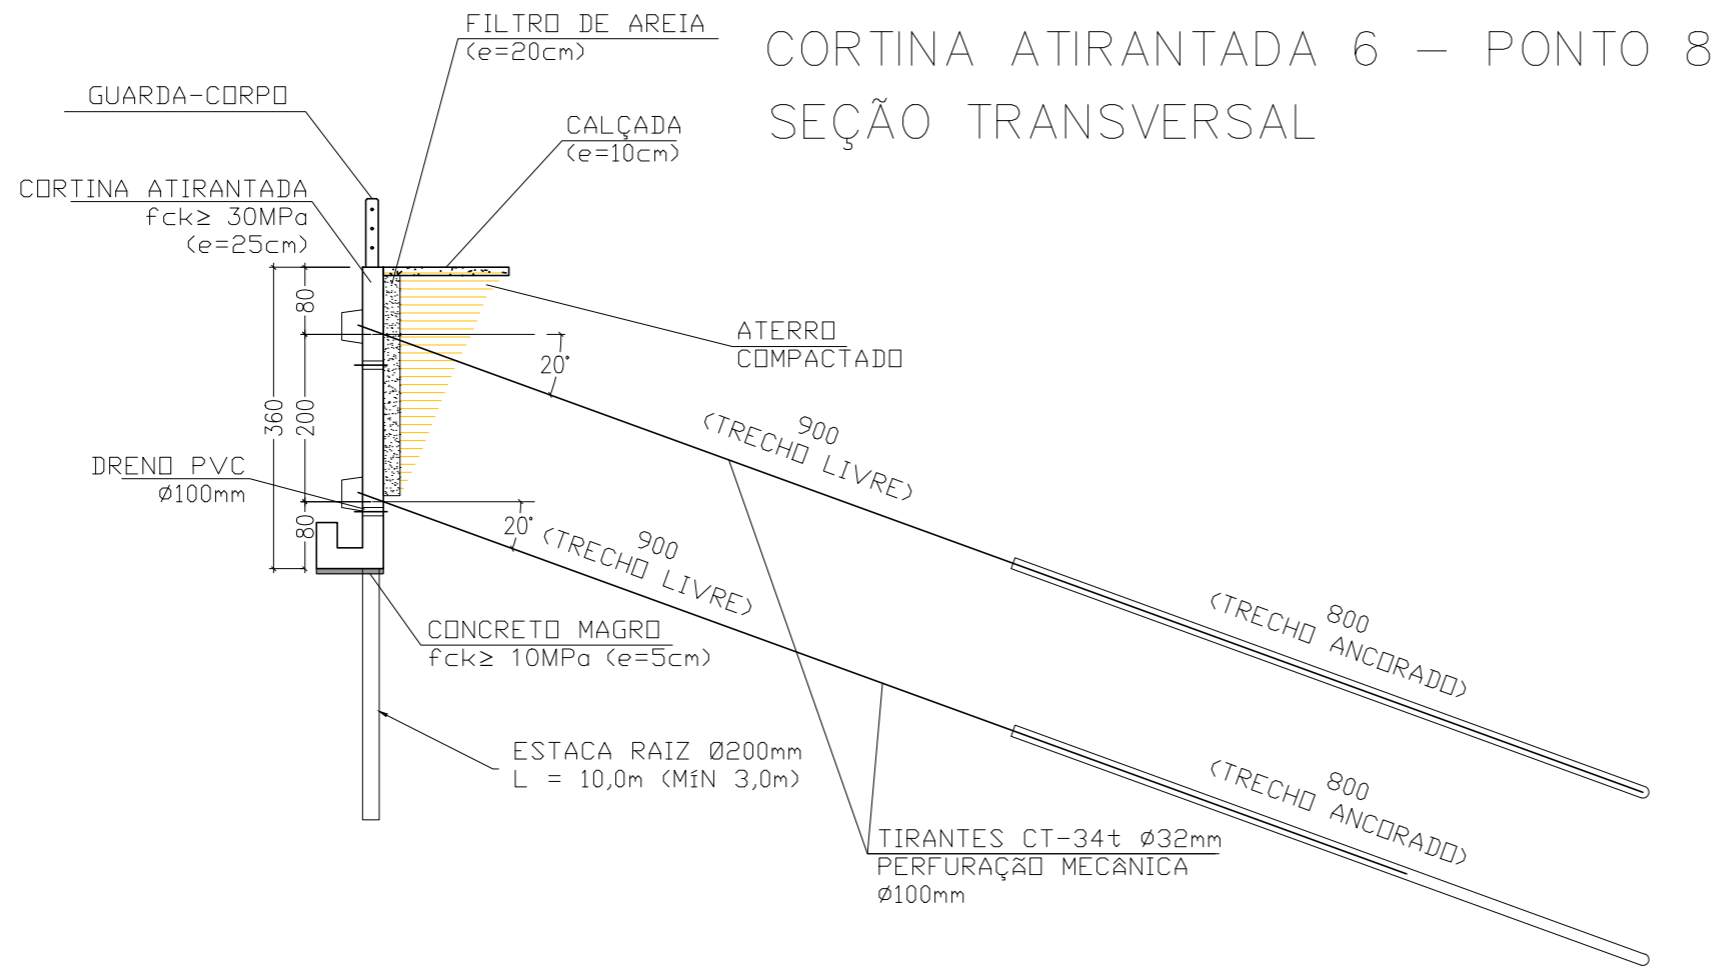 FILTRO DE AREIA
(e=20cm)
CORTINA ATIRANTADA 6 - PONTO 8
SEÇÃO TRANSVERSAL
GUARDA-CORPO
CALÇADA
(e=10cm)
CORTINA ATIRANTADA
fck≥ 30MPa
(e=25cm)
80
360
200
80
20°
ATERRO
COMPACTADO
900
(TRECHO LIVRE)
DRENO PVC
Ø100mm
20°
900
(TRECHO LIVRE)
800
(TRECHO ANCORADO)
CONCRETO MAGRO
fck≥ 10MPa (e=5cm)
ESTACA RAIZ Ø200mm
L = 10,0m (MíN 3,0m)
800
(TRECHO ANCORADO)
TIRANTES CT-34t Ø32mm
PERFURAÇÃO MECÂNICA
Ø100mm